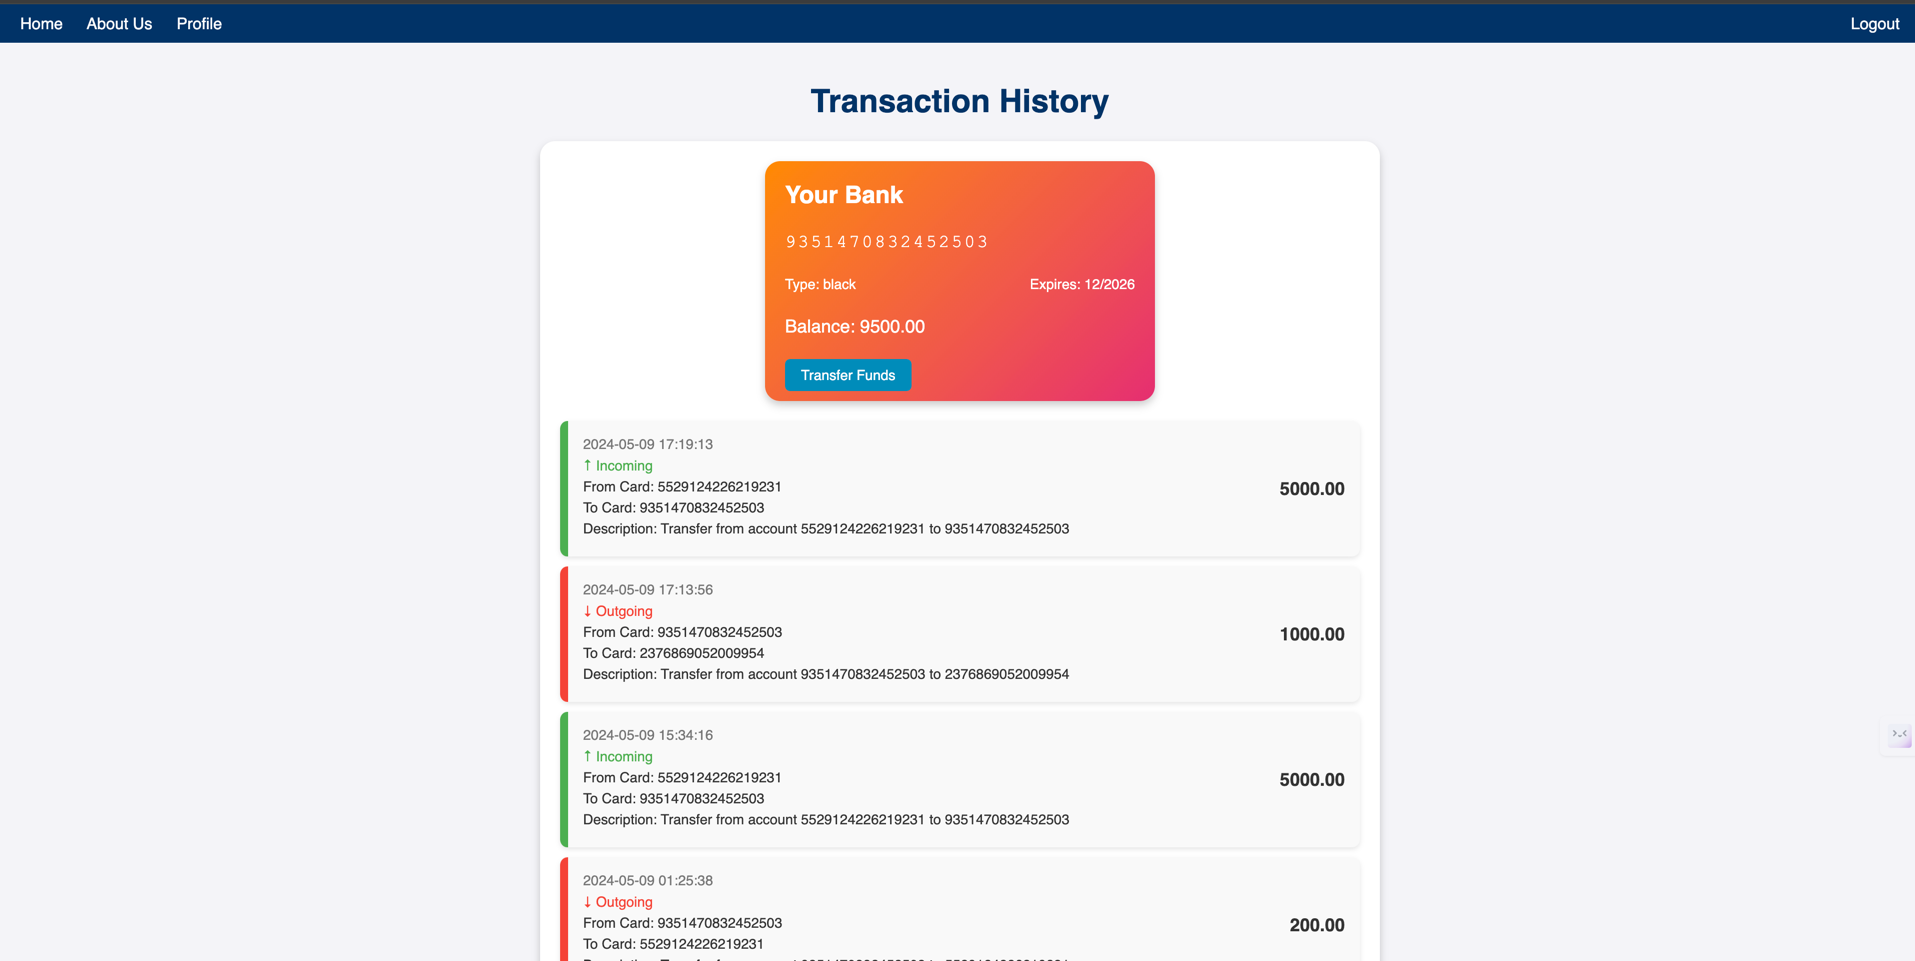 Home About Us Profile Logout
Transaction History
Your Bank
9351470832452503
Type: black Expires: 12/2026
Balance: 9500.00
Transfer Funds
2024-05-09 17:19:13
↑ Incoming
From Card: 5529124226219231
5000.00
To Card: 9351470832452503
Description: Transfer from account 5529124226219231 to 9351470832452503
2024-05-09 17:13:56
↓ Outgoing
From Card: 9351470832452503
1000.00
To Card: 2376869052009954
Description: Transfer from account 9351470832452503 to 2376869052009954
2024-05-09 15:34:16
↑ Incoming
From Card: 5529124226219231
5000.00
To Card: 9351470832452503
Description: Transfer from account 5529124226219231 to 9351470832452503
2024-05-09 01:25:38
↓ Outgoing
From Card: 9351470832452503
200.00
To Card: 5529124226219231